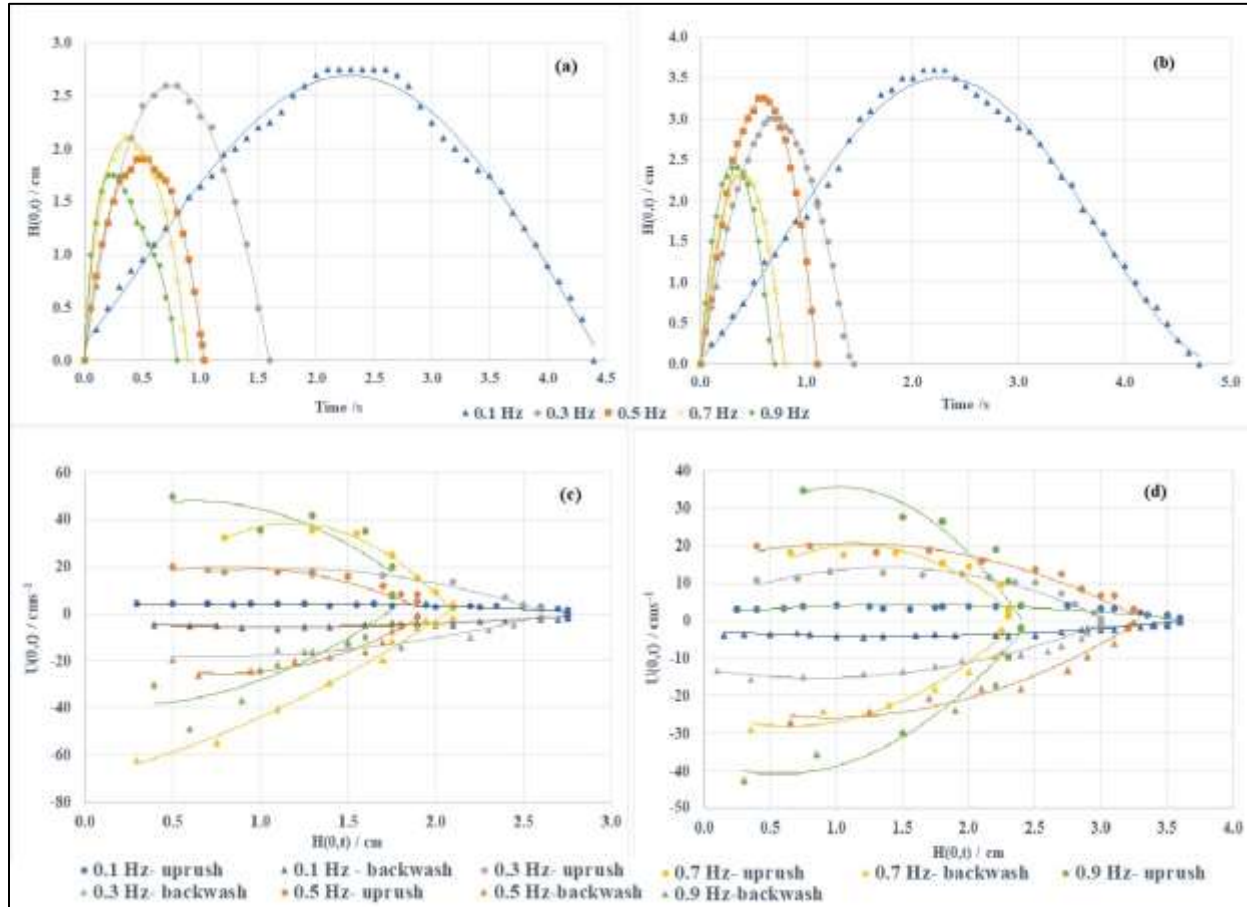 (a)
H(0,t) / cm
3.0
2.5
2.0
1.5
1.0
0.5
0.0
0.0 0.5 1.0 1.5 2.0 2.5 3.0 3.5 4.0 4.5
Time /s
(b)
H(0,t) / cm
4.0
3.5
3.0
2.5
2.0
1.5
1.0
0.5
0.0
0.0 1.0 2.0 3.0 4.0 5.0
Time /s
0.1 Hz 0.3 Hz 0.5 Hz 0.7 Hz 0.9 Hz
(c)
U(0,t) / cms⁻¹
60
40
20
0
-20
-40
-60
-80
0.0 0.5 1.0 1.5 2.0 2.5 3.0
H(0,t) / cm
(d)
U(0,t) / cms⁻¹
40
30
20
10
0
-10
-20
-30
-40
-50
0.0 0.5 1.0 1.5 2.0 2.5 3.0 3.5 4.0
H(0,t) / cm
0.1 Hz- uprush 0.1 Hz - backwash 0.3 Hz- uprush 0.7 Hz- uprush 0.7 Hz- backwash 0.9 Hz- uprush
0.3 Hz- backwash 0.5 Hz - uprush 0.5 Hz-backwash 0.9 Hz-backwash